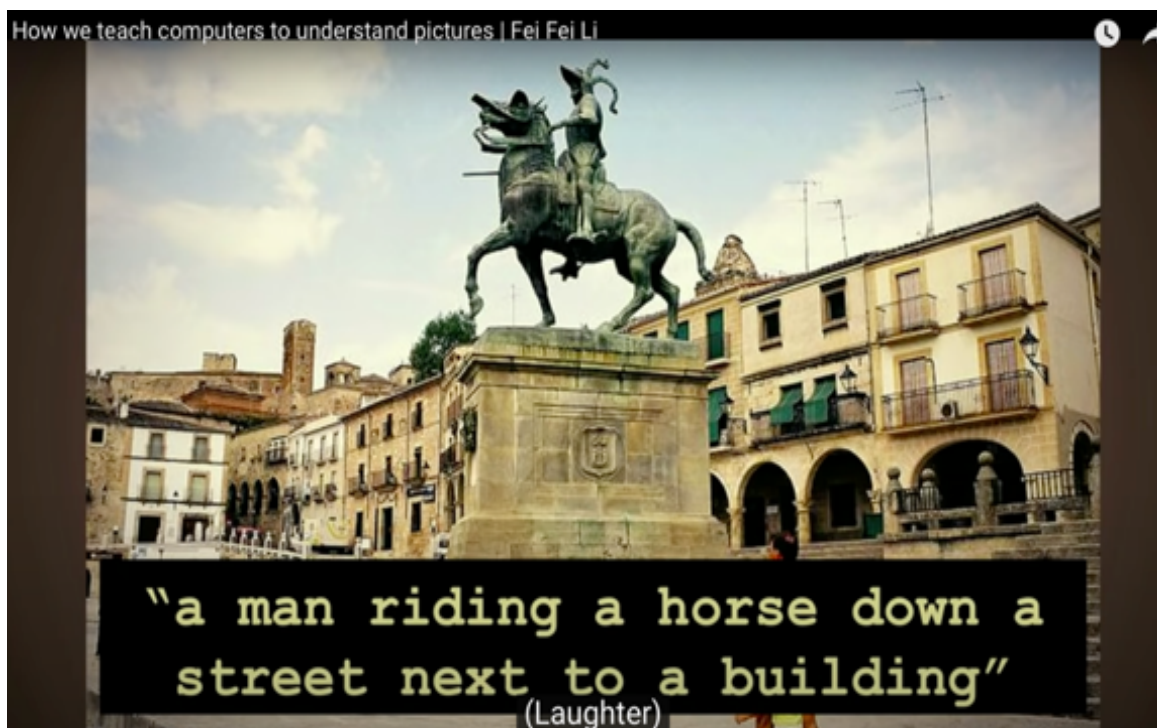 How we teach computers to understand pictures | Fei Fei Li
“a man riding a horse down a
street next to a building”
(Laughter)